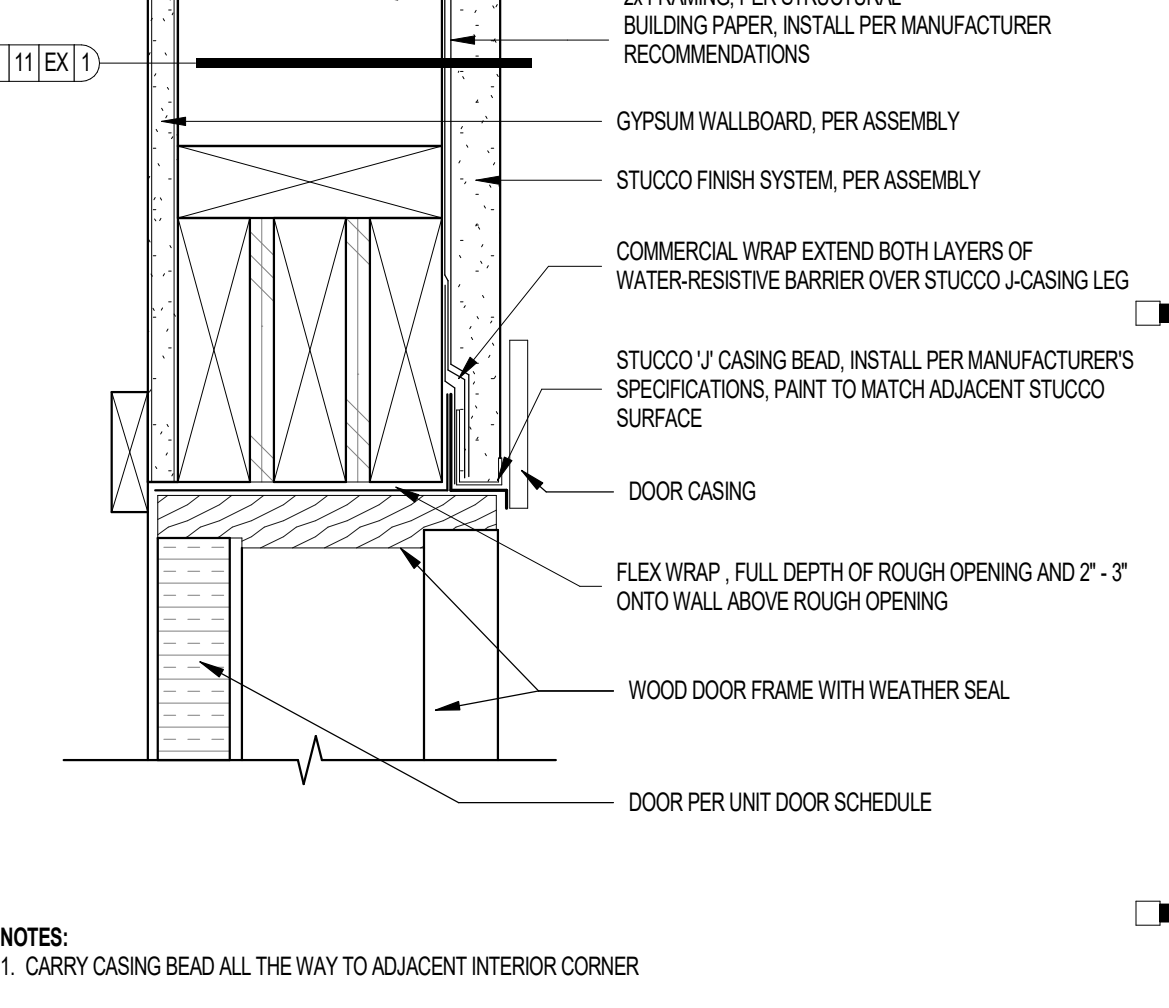 2x FRAMING, PER STRUCTURAL
BUILDING PAPER, INSTALL PER MANUFACTURER
RECOMMENDATIONS
11 EX 1
GYPSUM WALLBOARD, PER ASSEMBLY
STUCCO FINISH SYSTEM, PER ASSEMBLY
COMMERCIAL WRAP EXTEND BOTH LAYERS OF
WATER-RESISTIVE BARRIER OVER STUCCO J-CASING LEG
STUCCO 'J' CASING BEAD, INSTALL PER MANUFACTURER'S
SPECIFICATIONS, PAINT TO MATCH ADJACENT STUCCO
SURFACE
DOOR CASING
FLEX WRAP , FULL DEPTH OF ROUGH OPENING AND 2" - 3"
ONTO WALL ABOVE ROUGH OPENING
WOOD DOOR FRAME WITH WEATHER SEAL
DOOR PER UNIT DOOR SCHEDULE
NOTES:
1. CARRY CASING BEAD ALL THE WAY TO ADJACENT INTERIOR CORNER